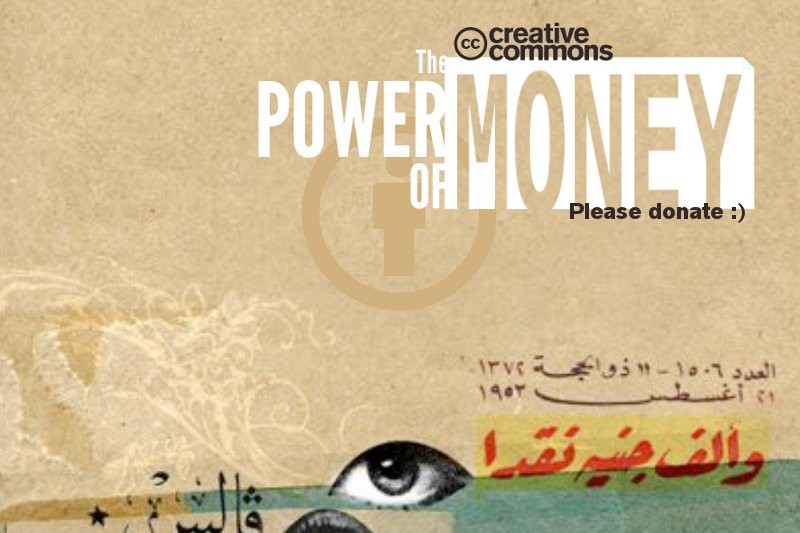 cc creative
commons
The
POWER
OF MONEY
Please donate :)
العدد ١٥٠٦ - ١١ ذو الحجة ١٣٧٢
٢١ أغسطس ١٩٥٣
وألف جنيه نقدا